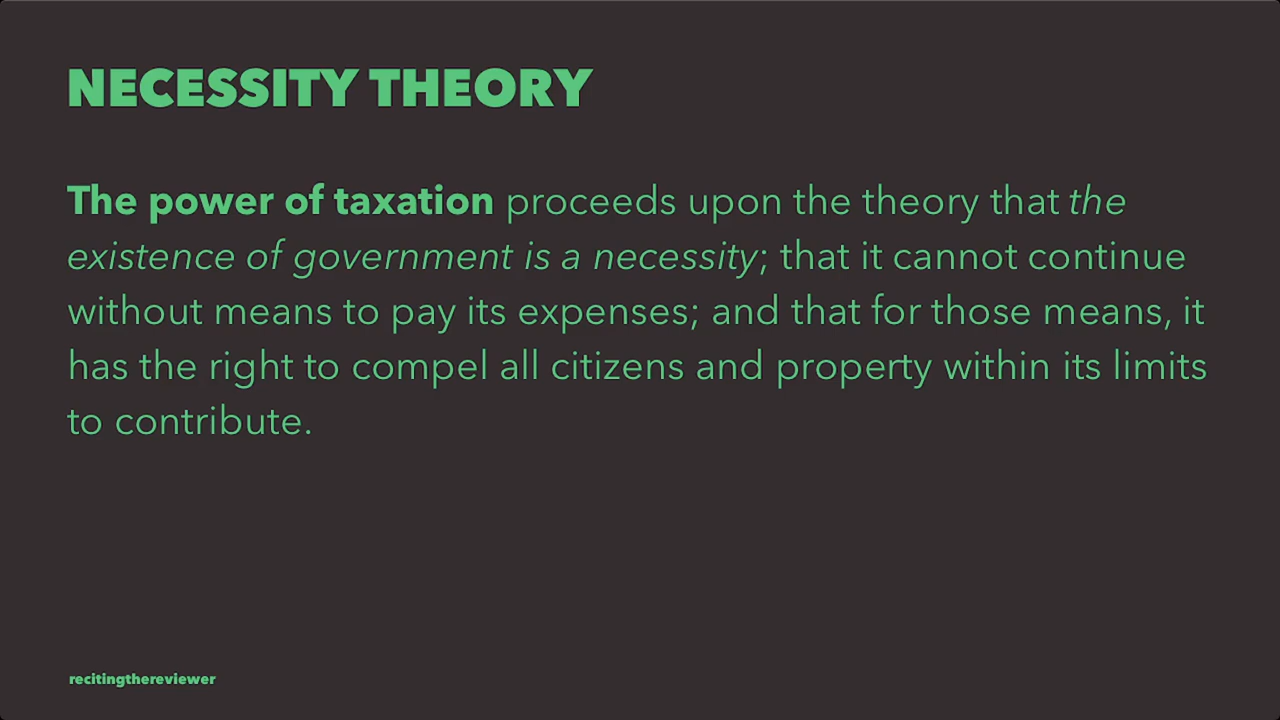 NECESSITY THEORY
The power of taxation proceeds upon the theory that the
existence of government is a necessity; that it cannot continue
without means to pay its expenses; and that for those means, it
has the right to compel all citizens and property within its limits
to contribute.
recitingthereviewer